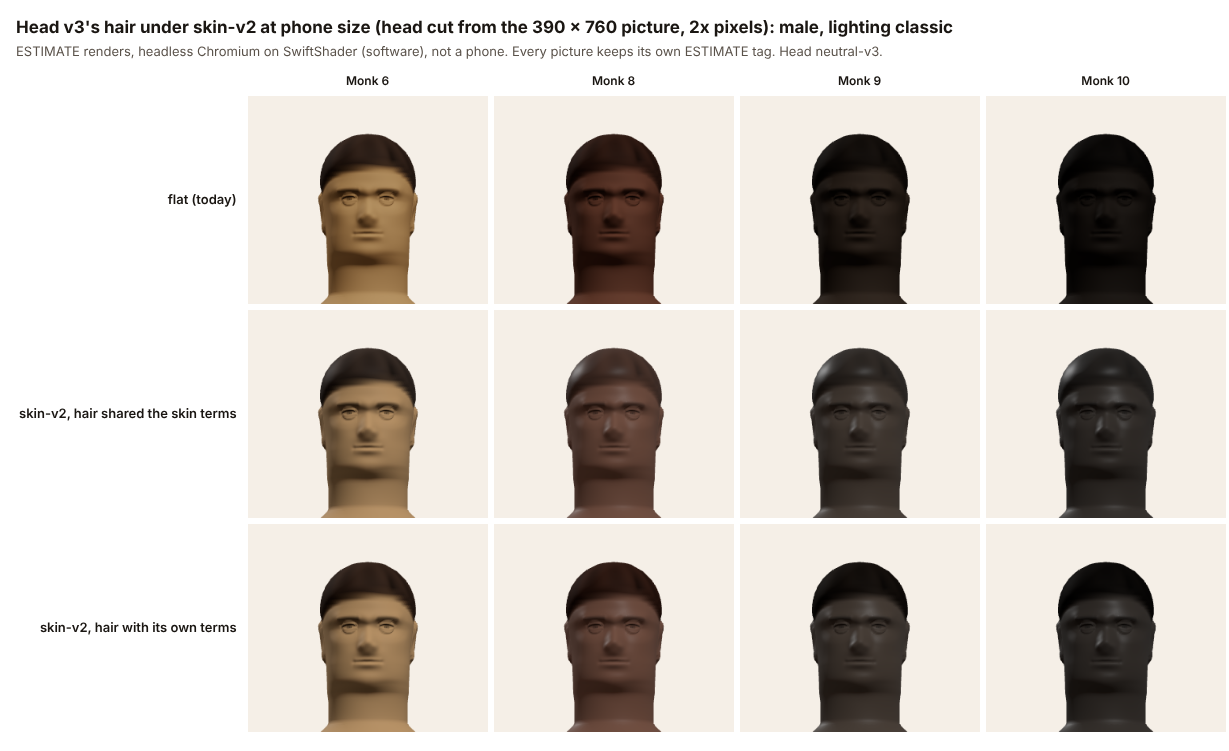 Head v3's hair under skin-v2 at phone size (head cut from the 390 × 760 picture, 2x pixels): male, lighting classic
ESTIMATE renders, headless Chromium on SwiftShader (software), not a phone. Every picture keeps its own ESTIMATE tag. Head neutral-v3.
Monk 6 Monk 8 Monk 9 Monk 10
flat (today)
skin-v2, hair shared the skin terms
skin-v2, hair with its own terms